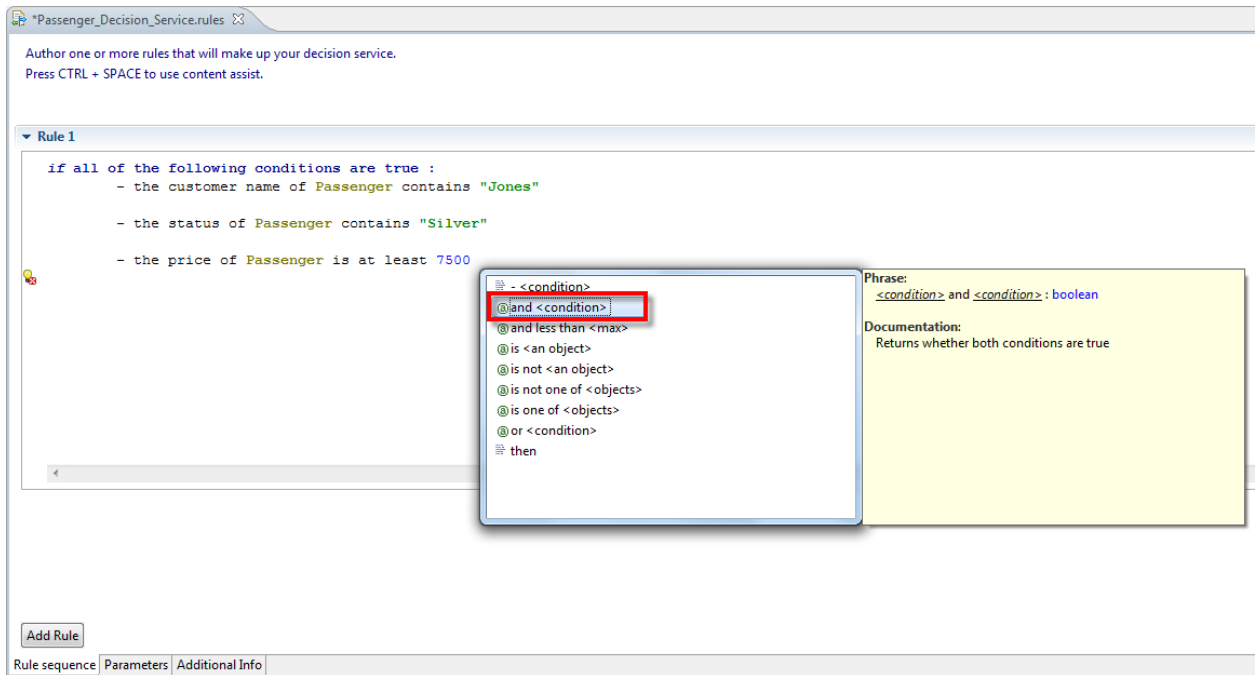 *Passenger_Decision_Service.rules
Author one or more rules that will make up your decision service.
Press CTRL + SPACE to use content assist.
Rule 1
if all of the following conditions are true :
- the customer name of Passenger contains "Jones"
- the status of Passenger contains "Silver"
- the price of Passenger is at least 7500
- <condition>
and <condition>
and less than <max>
is <an object>
is not <an object>
is not one of <objects>
is one of <objects>
or <condition>
then
Phrase:
<condition> and <condition> : boolean
Documentation:
Returns whether both conditions are true
Add Rule
Rule sequence Parameters Additional Info